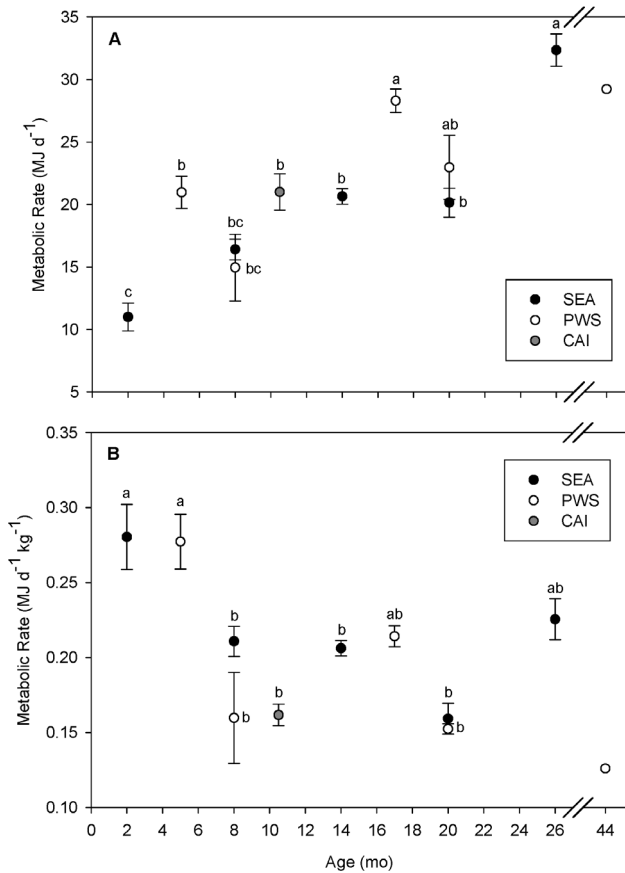 A
Metabolic Rate (MJ d⁻¹)
35
30
25
20
15
10
5
c
b
bc
bc
b
b
a
ab
b
a
SEA
PWS
CAI
B
Metabolic Rate (MJ d⁻¹ kg⁻¹)
0.35
0.30
0.25
0.20
0.15
0.10
a
a
b
b
b
b
ab
b
b
ab
SEA
PWS
CAI
0 2 4 6 8 10 12 14 16 18 20 22 24 26 44
Age (mo)